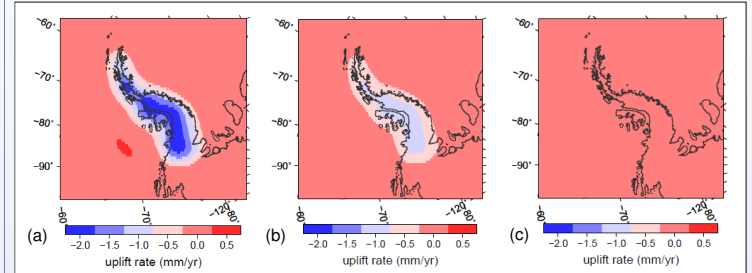 −60° −60° −60°
−70° −70° −70°
−80° −80° −80°
−90° −90° −90°
−60 −70 −120 80° −60 −70 −120 80° −60 −70 −120 80°
(a) (b) (c)
−2.0 −1.5 −1.0 −0.5 0.0 0.5 −2.0 −1.5 −1.0 −0.5 0.0 0.5 −2.0 −1.5 −1.0 −0.5 0.0 0.5
uplift rate (mm/yr) uplift rate (mm/yr) uplift rate (mm/yr)